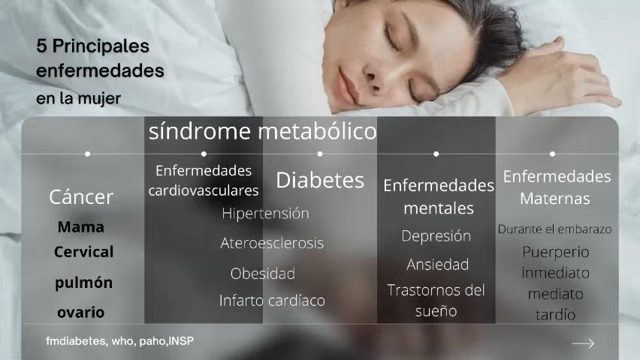 5 Principales
enfermedades
en la mujer
síndrome metabólico
Cáncer
Mama
Cervical
pulmón
ovario
Enfermedades
cardiovasculares
Diabetes
Hipertensión
Ateroesclerosis
Obesidad
Infarto cardíaco
Enfermedades
mentales
Depresión
Ansiedad
Trastornos del
sueño
Enfermedades
Maternas
Durante el embarazo
Puerperio
inmediato
mediato
tardío
fmdiabetes, who, paho,INSP